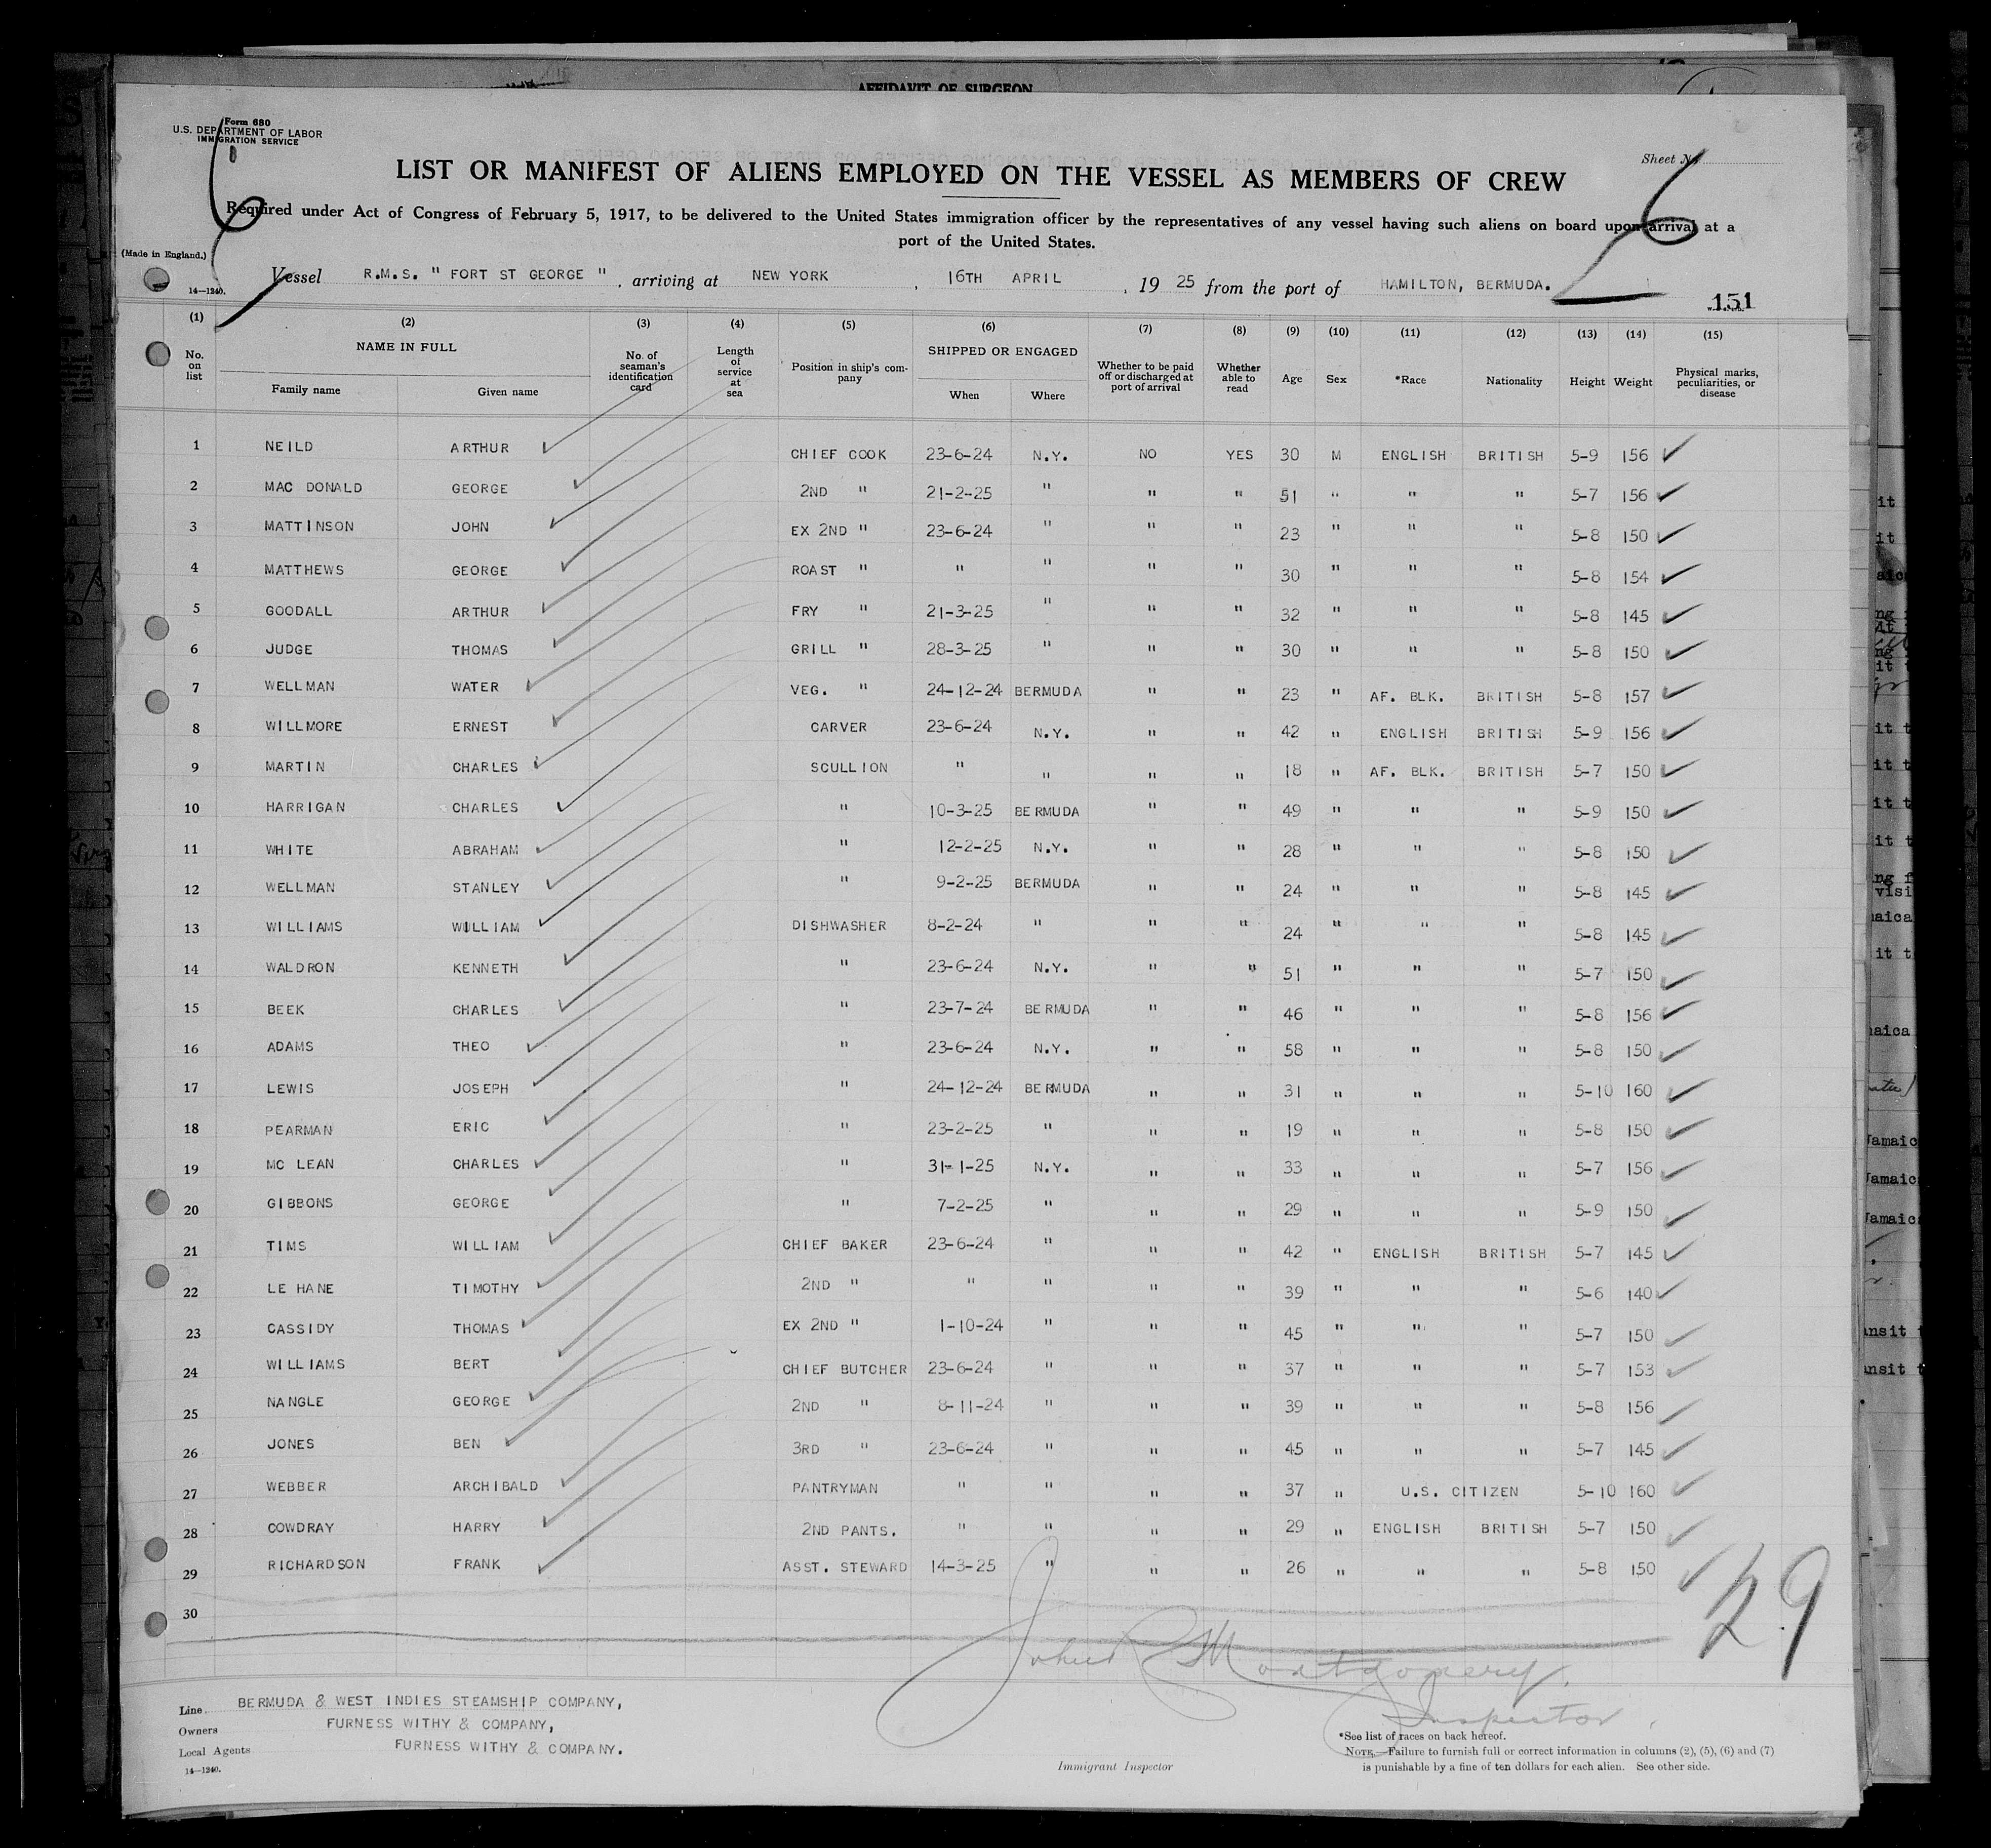 AFFIDAVIT OF SURGEON
Form 680
U.S. DEPARTMENT OF LABOR
IMMIGRATION SERVICE
Sheet No.
6
6
LIST OR MANIFEST OF ALIENS EMPLOYED ON THE VESSEL AS MEMBERS OF CREW
Required under Act of Congress of February 5, 1917, to be delivered to the United States immigration officer by the representatives of any vessel having such aliens on board upon arrival at a
port of the United States.
(Made in England.)
Vessel R.M.S. " FORT ST GEORGE ", arriving at NEW YORK, 16TH APRIL, 19 25 from the port of HAMILTON, BERMUDA.
14—1240.
151
(1) (2) (3) (4) (5) (6) (7) (8) (9) (10) (11) (12) (13) (14) (15)
No. on list NAME IN FULL Family name Given name No. of seaman's identification card Length of service at sea Position in ship's company SHIPPED OR ENGAGED When Where Whether to be paid off or discharged at port of arrival Whether able to read Age Sex *Race Nationality Height Weight Physical marks, peculiarities, or disease
1 NEILD ARTHUR CHIEF COOK 23-6-24 N.Y. NO YES 30 M ENGLISH BRITISH 5-9 156
2 MAC DONALD GEORGE 2ND " 21-2-25 " " " 51 " " " 5-7 156
3 MATTINSON JOHN EX 2ND " 23-6-24 " " " 23 " " " 5-8 150
4 MATTHEWS GEORGE ROAST " " " " " 30 " " " 5-8 154
5 GOODALL ARTHUR FRY " 21-3-25 " " " 32 " " " 5-8 145
6 JUDGE THOMAS GRILL " 28-3-25 " " " 30 " " " 5-8 150
7 WELLMAN WATER VEG. " 24-12-24 BERMUDA " " 23 " AF. BLK. BRITISH 5-8 157
8 WILLMORE ERNEST CARVER 23-6-24 N.Y. " " 42 " ENGLISH BRITISH 5-9 156
9 MARTIN CHARLES SCULLION " " " " 18 " AF. BLK. BRITISH 5-7 150
10 HARRIGAN CHARLES " 10-3-25 BERMUDA " " 49 " " " 5-9 150
11 WHITE ABRAHAM " 12-2-25 N.Y. " " 28 " " " 5-8 150
12 WELLMAN STANLEY " 9-2-25 BERMUDA " " 24 " " " 5-8 145
13 WILLIAMS WILLIAM DISHWASHER 8-2-24 " " " 24 " " " 5-8 145
14 WALDRON KENNETH " 23-6-24 N.Y. " " 51 " " " 5-7 150
15 BEEK CHARLES " 23-7-24 BERMUDA " " 46 " " " 5-8 156
16 ADAMS THEO " 23-6-24 N.Y. " " 58 " " " 5-8 150
17 LEWIS JOSEPH " 24-12-24 BERMUDA " " 31 " " " 5-10 160
18 PEARMAN ERIC " 23-2-25 " " " 19 " " " 5-8 150
19 MC LEAN CHARLES " 31-1-25 N.Y. " " 33 " " " 5-7 156
20 GIBBONS GEORGE " 7-2-25 " " " 29 " " " 5-9 150
21 TIMS WILLIAM CHIEF BAKER 23-6-24 " " " 42 " ENGLISH BRITISH 5-7 145
22 LE HANE TIMOTHY 2ND " " " " " 39 " " " 5-6 140
23 CASSIDY THOMAS EX 2ND " 1-10-24 " " " 45 " " " 5-7 150
24 WILLIAMS BERT CHIEF BUTCHER 23-6-24 " " " 37 " " " 5-7 153
25 NANGLE GEORGE 2ND " 8-11-24 " " " 39 " " " 5-8 156
26 JONES BEN 3RD " 23-6-24 " " " 45 " " " 5-7 145
27 WEBBER ARCHIBALD PANTRYMAN " " " " 37 " U.S. CITIZEN 5-10 160
28 COWDRAY HARRY 2ND PANTS. " " " " 29 " ENGLISH BRITISH 5-7 150
29 RICHARDSON FRANK ASST. STEWARD 14-3-25 " " " 26 " " " 5-8 150
30
29
John R Montgomery
Inspector
Line BERMUDA & WEST INDIES STEAMSHIP COMPANY,
Owners FURNESS WITHY & COMPANY,
Local Agents FURNESS WITHY & COMPANY.
14—1240.
Immigrant Inspector
*See list of races on back hereof.
NOTE.—Failure to furnish full or correct information in columns (2), (5), (6) and (7)
is punishable by a fine of ten dollars for each alien. See other side.